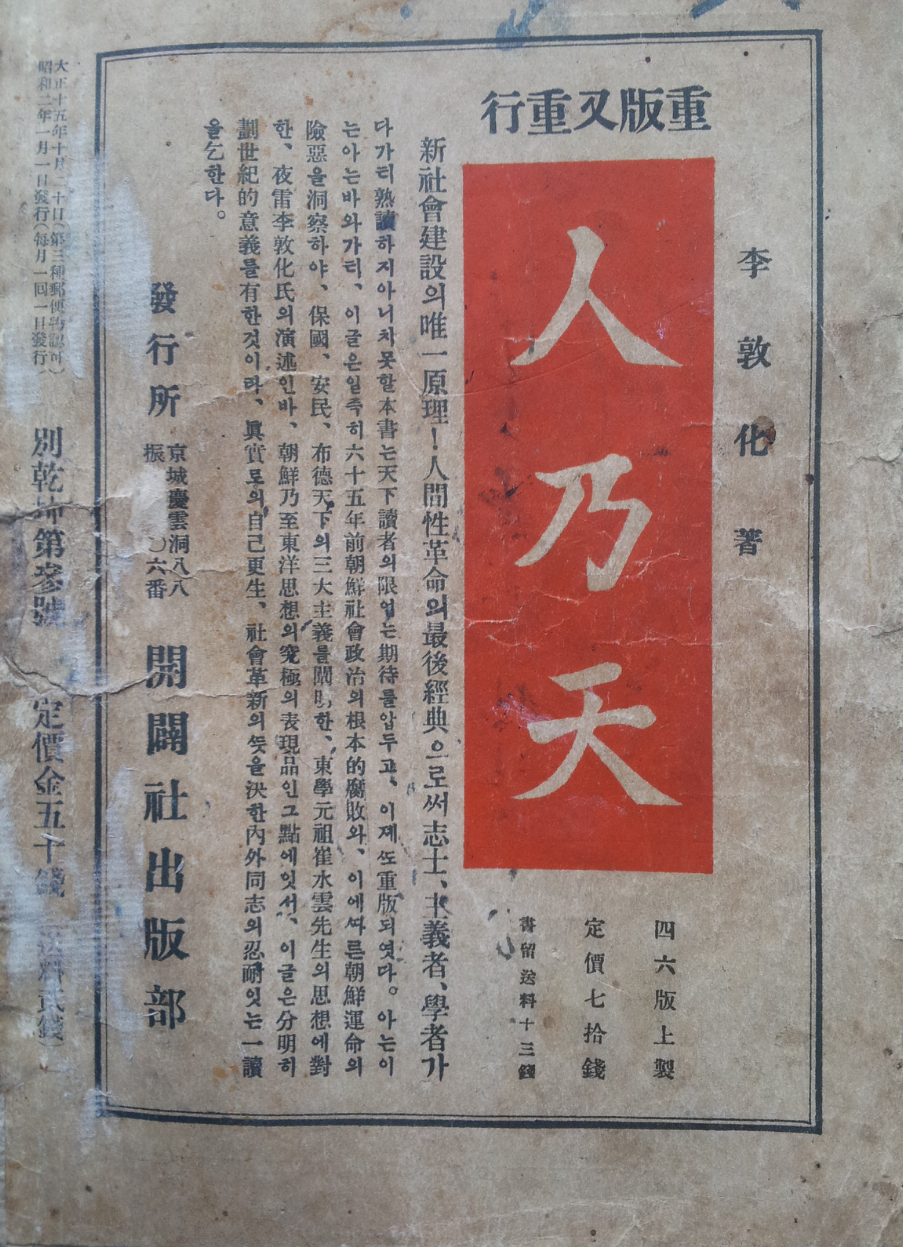 重版又重行
李敦化著
人乃天
四六版上製
定價七拾錢
書留送料十三錢
新社會建設의唯一原理!人間性革命의最後經典으로써志士、主義者、學者가
다가티熟讀하지아니치못할本書는天下讀者의限업는期待를압두고、이제또重版되엿다。아는이
는아는바와가티、이글은일즉히六十五年前朝鮮社會政治의根本的腐敗와、이에따른朝鮮運命의
險惡을洞察하야、保國、安民、布德天下의三大主義를闡明한、東學元祖崔水雲先生의思想에對
한、夜雷李敦化氏의演述인바、朝鮮乃至東洋思想의究極의表現品인그點에잇서、이글은分明히
劃世紀的意義를有한것이라、眞實로의自己更生、社會革新의뜻을決한內外同志의忍耐잇는一讀
을乞한다。
發行所
京城慶雲洞八八
振 〇六番
開闢社出版部
大正十五年十月二十日(第三種郵便物認可)
昭和二年一月一日發行(每月一回一日發行)
別乾坤第參號 定價金五十錢